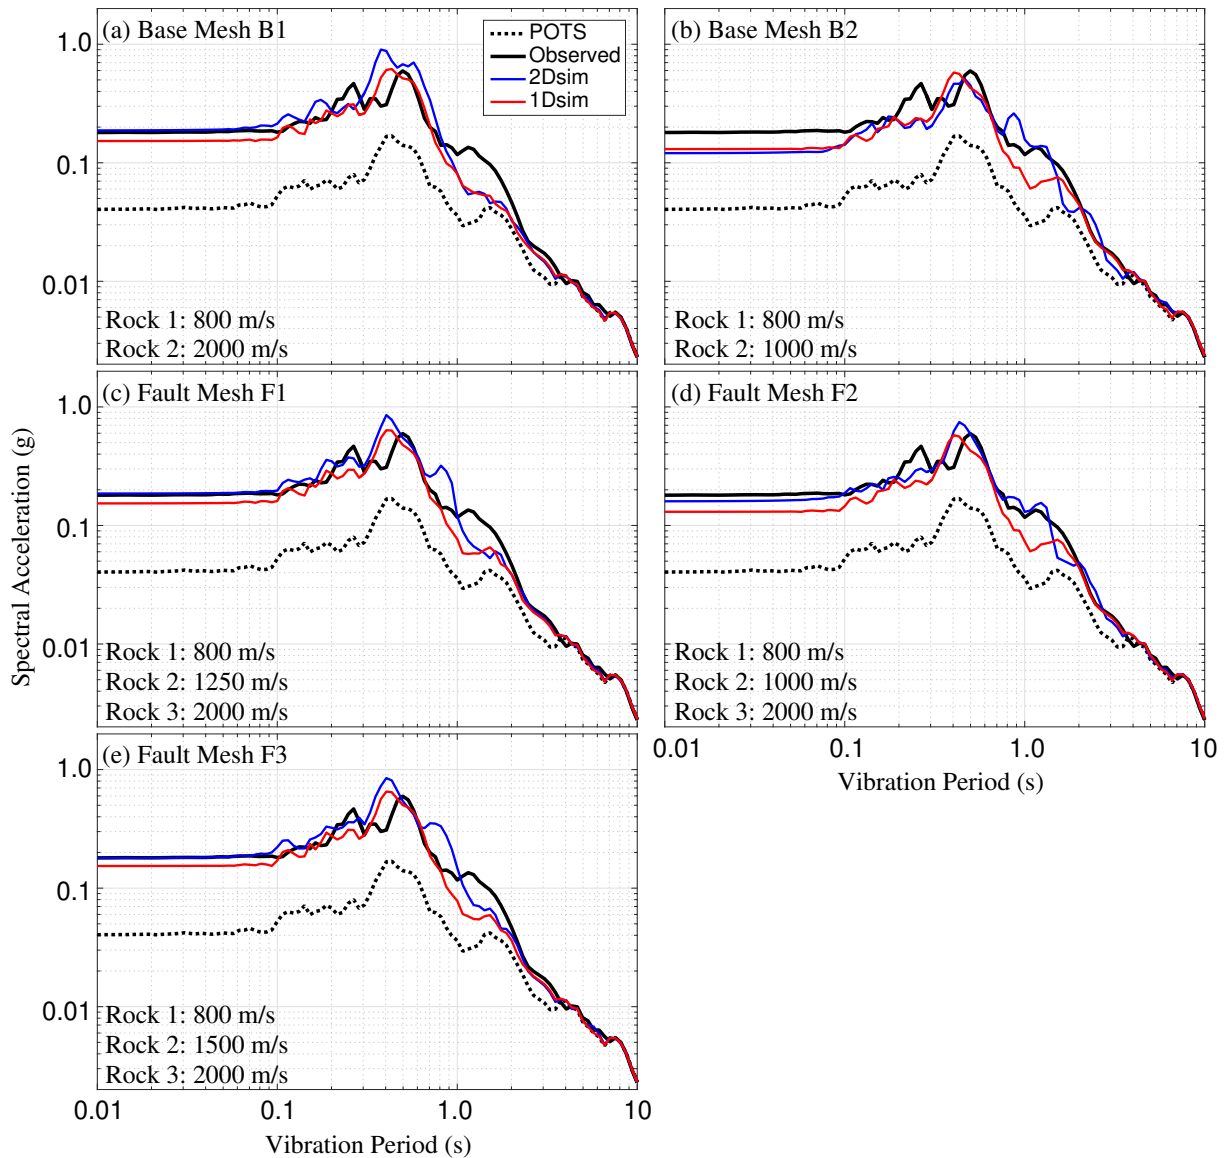 (a) Base Mesh B1
POTS
Observed
2Dsim
1Dsim
1.0
0.1
0.01
Rock 1: 800 m/s
Rock 2: 2000 m/s
(b) Base Mesh B2
Rock 1: 800 m/s
Rock 2: 1000 m/s
(c) Fault Mesh F1
1.0
0.1
0.01
Rock 1: 800 m/s
Rock 2: 1250 m/s
Rock 3: 2000 m/s
(d) Fault Mesh F2
Rock 1: 800 m/s
Rock 2: 1000 m/s
Rock 3: 2000 m/s
0.01 0.1 1.0 10
Vibration Period (s)
Spectral Acceleration (g)
(e) Fault Mesh F3
1.0
0.1
0.01
Rock 1: 800 m/s
Rock 2: 1500 m/s
Rock 3: 2000 m/s
0.01 0.1 1.0 10
Vibration Period (s)